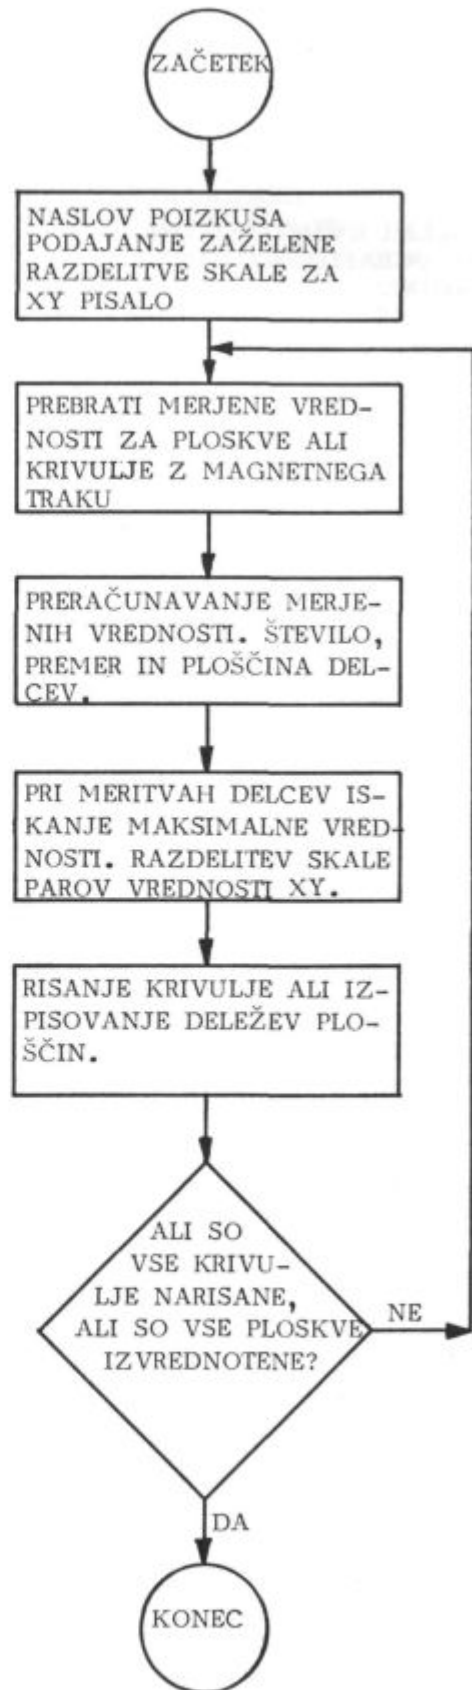 ZAČETEK
NASLOV POIZKUSA
PODAJANJE ZAŽELENE
RAZDELITVE SKALE ZA
XY PISALO
PREBRATI MERJENE VRED-
NOSTI ZA PLOSKVE ALI
KRIVULJE Z MAGNETNEGA
TRAKU
PRERAČUNAVANJE MERJE-
NIH VREDNOSTI. ŠTEVILO,
PREMER IN PLOŠČINA DEL-
CEV.
PRI MERITVAH DELCEV IS-
KANJE MAKSIMALNE VRED-
NOSTI. RAZDELITEV SKALE
PAROV VREDNOSTI XY.
RISANJE KRIVULJE ALI IZ-
PISOVANJE DELEŽEV PLO-
ŠČIN.
ALI SO
VSE KRIVU-
LJE NARISANE,
ALI SO VSE PLOSKVE
IZVREDNOTENE?
NE
DA
KONEC